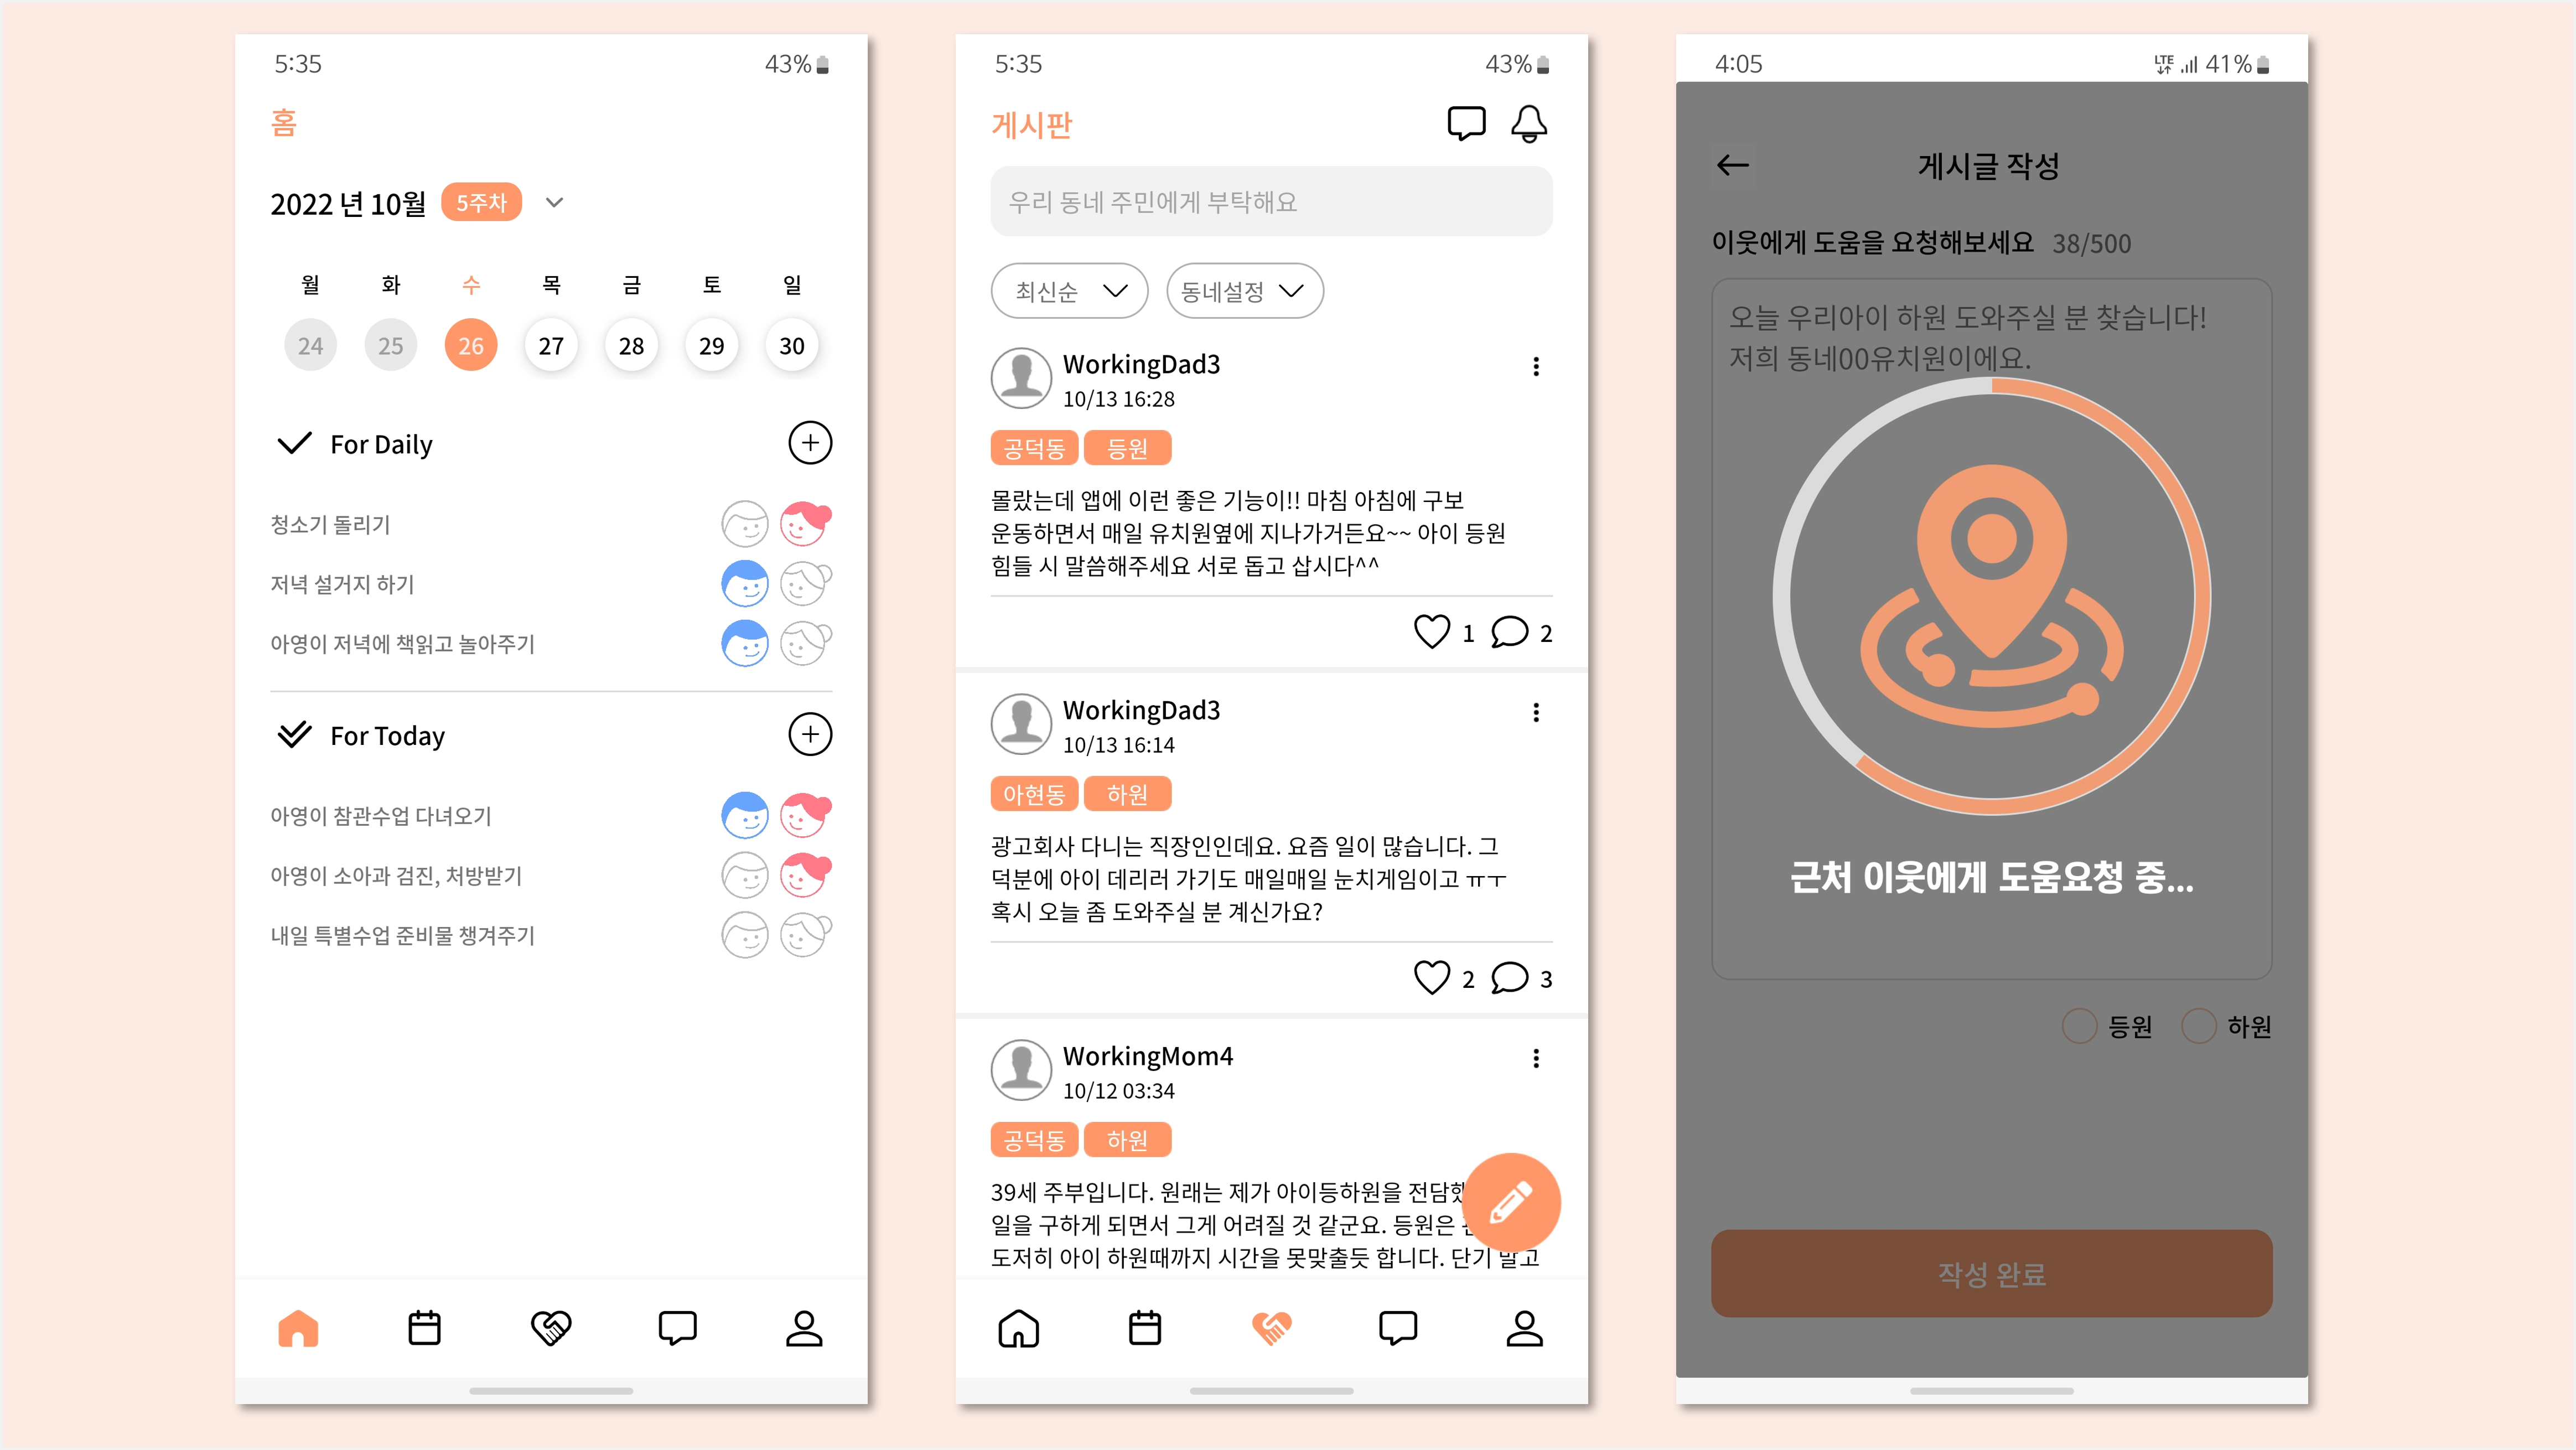 5:35 43%
홈
2022 년 10월 5주차
월 화 수 목 금 토 일
24 25 26 27 28 29 30
For Daily
청소기 돌리기
저녁 설거지 하기
아영이 저녁에 책읽고 놀아주기
For Today
아영이 참관수업 다녀오기
아영이 소아과 검진, 처방받기
내일 특별수업 준비물 챙겨주기
5:35 43%
게시판
우리 동네 주민에게 부탁해요
최신순 동네설정
WorkingDad3
10/13 16:28
공덕동 등원
몰랐는데 앱에 이런 좋은 기능이!! 마침 아침에 구보
운동하면서 매일 유치원옆에 지나가거든요~~ 아이 등원
힘들 시 말씀해주세요 서로 돕고 삽시다^^
1 2
WorkingDad3
10/13 16:14
아현동 하원
광고회사 다니는 직장인인데요. 요즘 일이 많습니다. 그
덕분에 아이 데리러 가기도 매일매일 눈치게임이고 ㅠㅜ
혹시 오늘 좀 도와주실 분 계신가요?
2 3
WorkingMom4
10/12 03:34
공덕동 하원
39세 주부입니다. 원래는 제가 아이등하원을
일을 구하게 되면서 그게 어려질 것 같군요. 등원은
도저히 아이 하원때까지 시간을 못맞출듯 합니다. 단기 말고
4:05 LTE 41%
게시글 작성
이웃에게 도움을 요청해보세요 38/500
오늘 우리아이 하원 도와주실 분 찾습니다!
저희 동네00유치원이에요.
근처 이웃에게 도움요청 중...
등원 하원
작성 완료